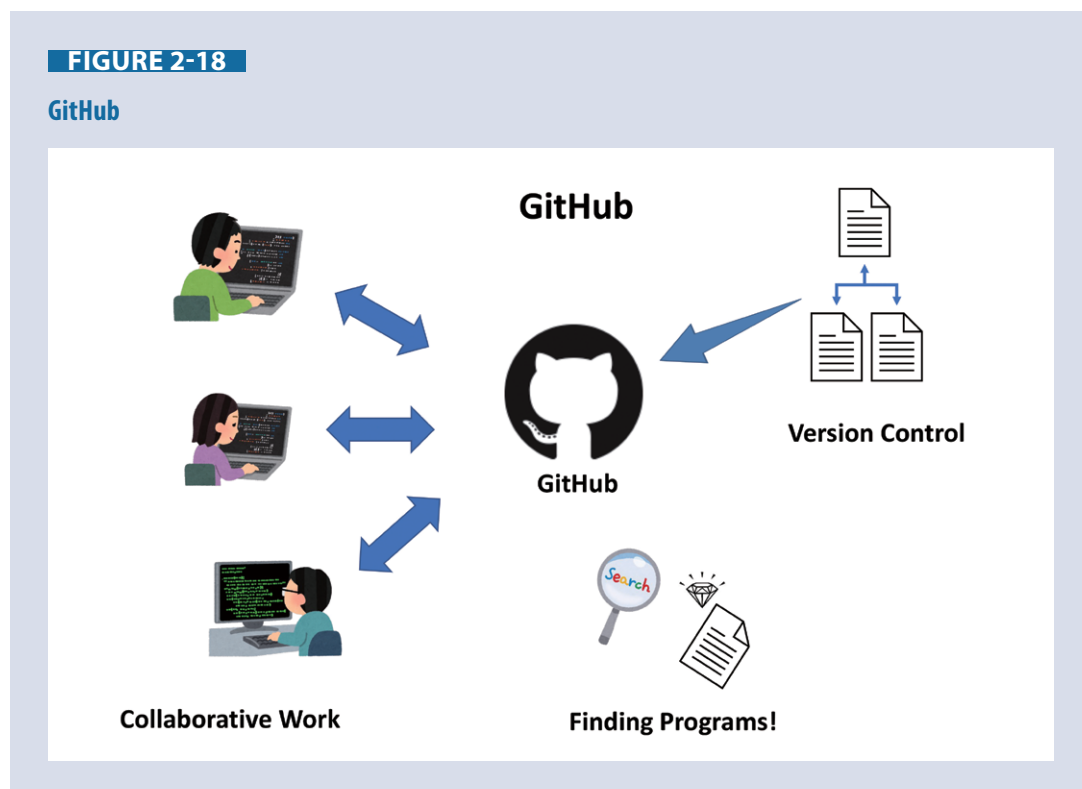 FIGURE 2-18
GitHub
GitHub
GitHub
Version Control
Search
Collaborative Work
Finding Programs!